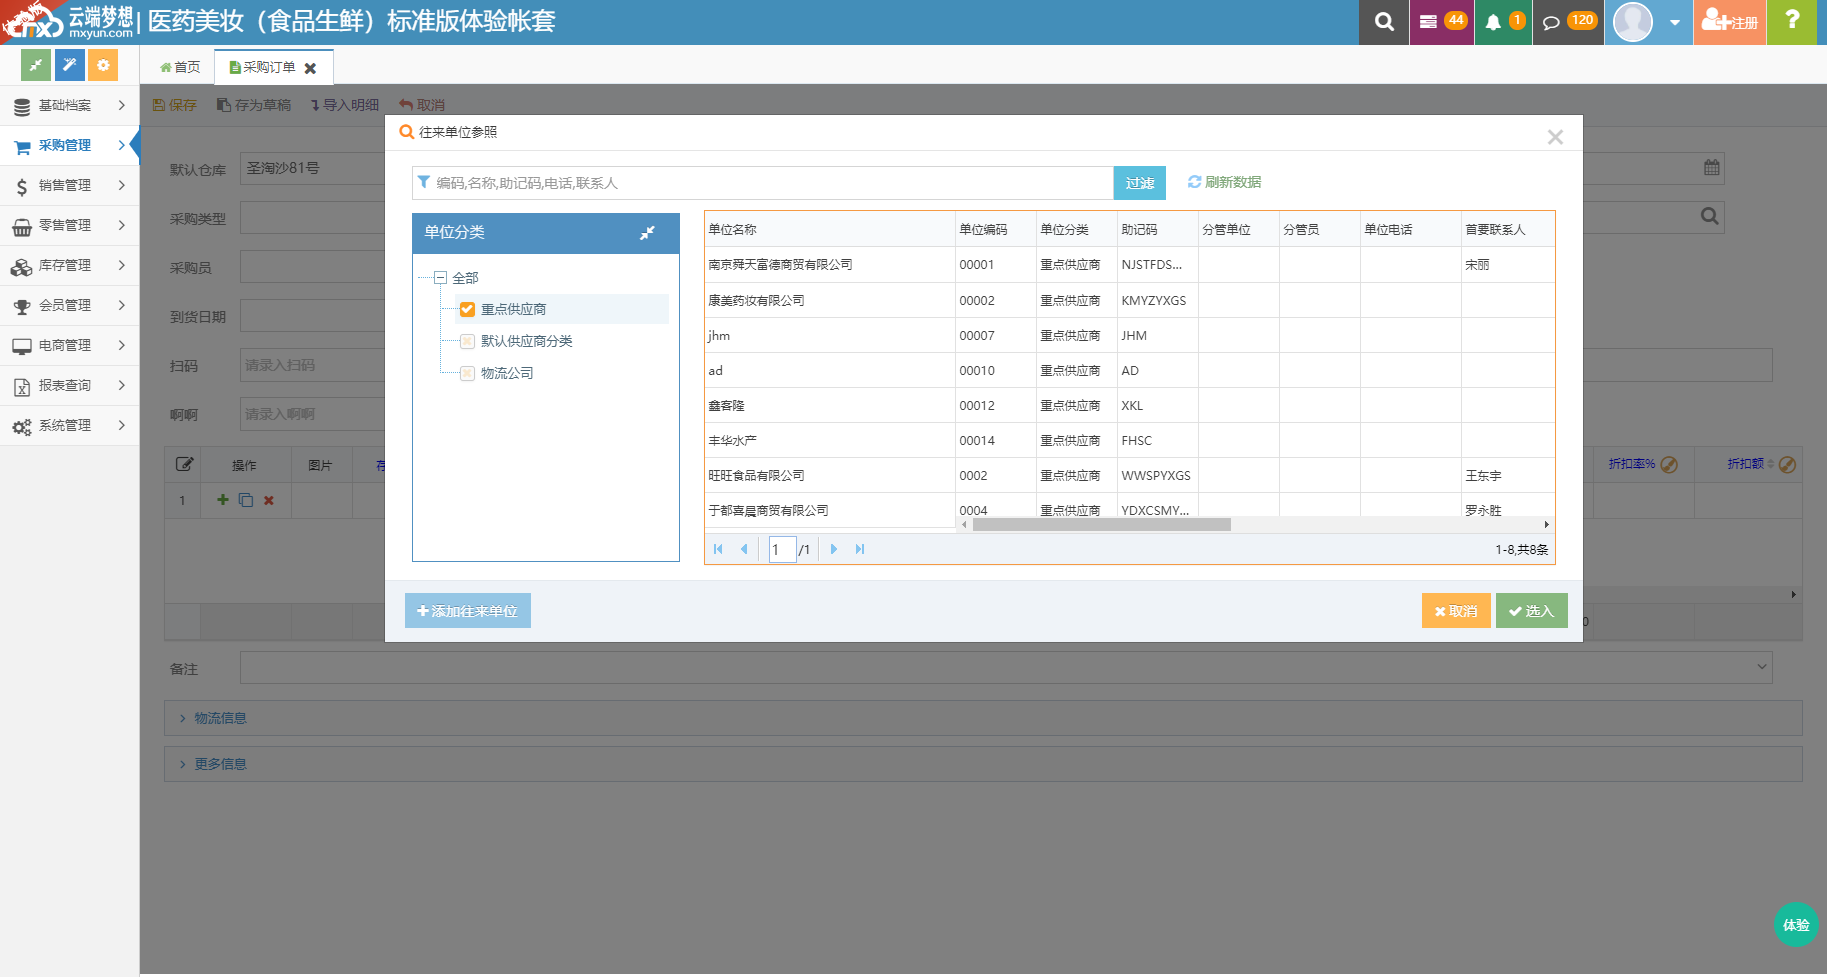 云端梦想
mxyun.com
医药美妆（食品生鲜）标准版体验帐套
44
1
120
注册
?
首页
采购订单
基础档案
采购管理
销售管理
零售管理
库存管理
会员管理
电商管理
报表查询
系统管理
保存
存为草稿
导入明细
取消
默认仓库
圣淘沙81号
采购类型
采购员
到货日期
扫码
请录入扫码
啊啊
请录入啊啊
操作
图片
折扣率%
折扣额
1
0
备注
物流信息
更多信息
往来单位参照
编码,名称,助记码,电话,联系人
过滤
刷新数据
单位分类
全部
重点供应商
默认供应商分类
物流公司
单位名称 单位编码 单位分类 助记码 分管单位 分管员 单位电话 首要联系人
南京舜天富德商贸有限公司 00001 重点供应商 NJSTFDS... 宋丽
康美药妆有限公司 00002 重点供应商 KMYZYXGS
jhm 00007 重点供应商 JHM
ad 00010 重点供应商 AD
鑫客隆 00012 重点供应商 XKL
丰华水产 00014 重点供应商 FHSC
旺旺食品有限公司 0002 重点供应商 WWSPYXGS 王东宇
于都喜晨商贸有限公司 0004 重点供应商 YDXCSMY... 罗永胜
1 /1
1-8,共8条
添加往来单位
取消
选入
体验